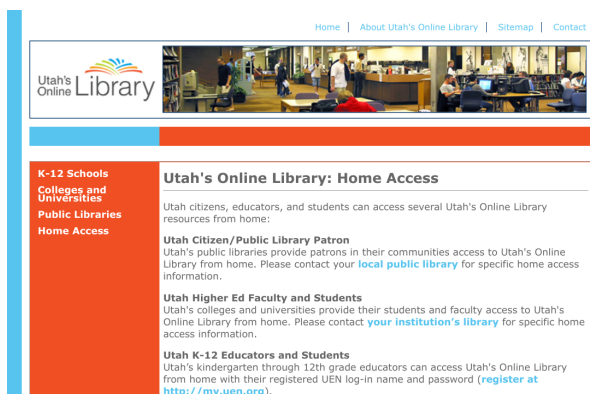 Home | About Utah's Online Library | Sitemap | Contact
Utah's
Online Library
K-12 Schools
Colleges and
Universities
Public Libraries
Home Access
Utah's Online Library: Home Access
Utah citizens, educators, and students can access several Utah's Online Library
resources from home:
Utah Citizen/Public Library Patron
Utah's public libraries provide patrons in their communities access to Utah's Online
Library from home. Please contact your local public library for specific home access
information.
Utah Higher Ed Faculty and Students
Utah's colleges and universities provide their students and faculty access to Utah's
Online Library from home. Please contact your institution’s library for specific home
access information.
Utah K-12 Educators and Students
Utah’s kindergarten through 12th grade educators can access Utah's Online Library
from home with their registered UEN log-in name and password (register at
http://my.uen.org).